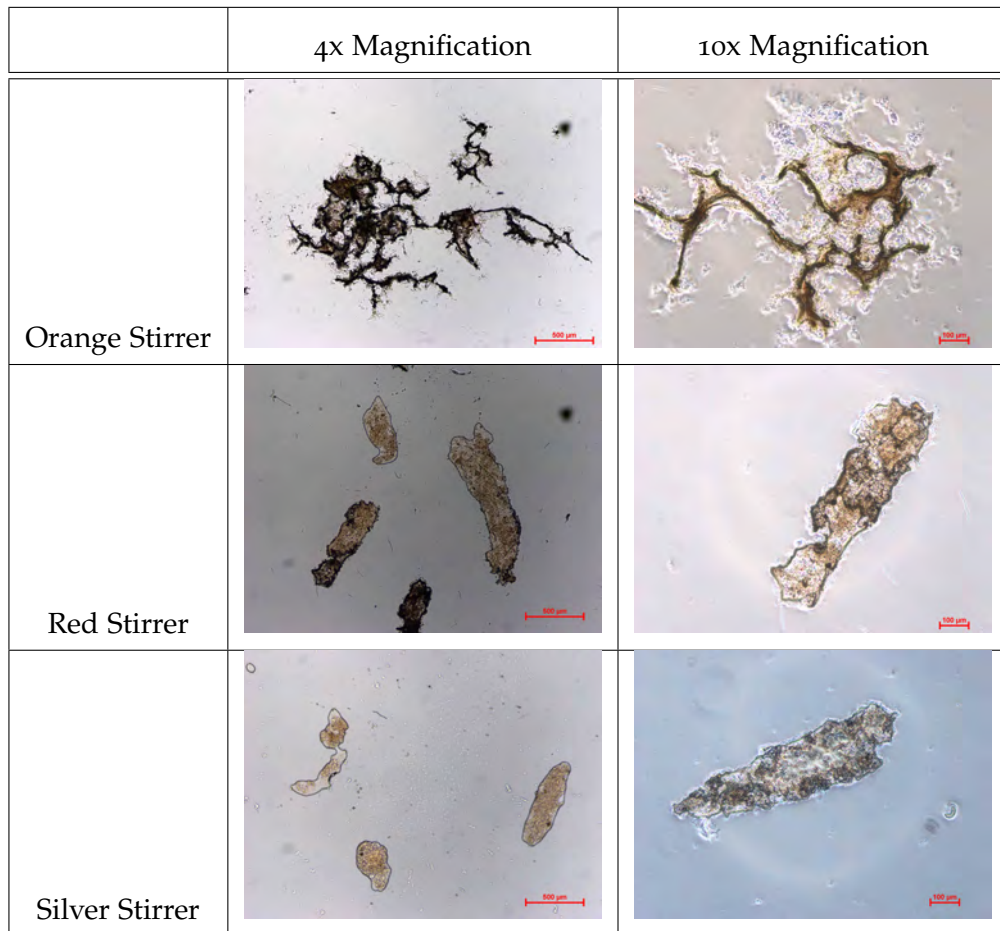 4x Magnification
10x Magnification
Orange Stirrer
500 µm
100 µm
Red Stirrer
500 µm
100 µm
Silver Stirrer
500 µm
100 µm